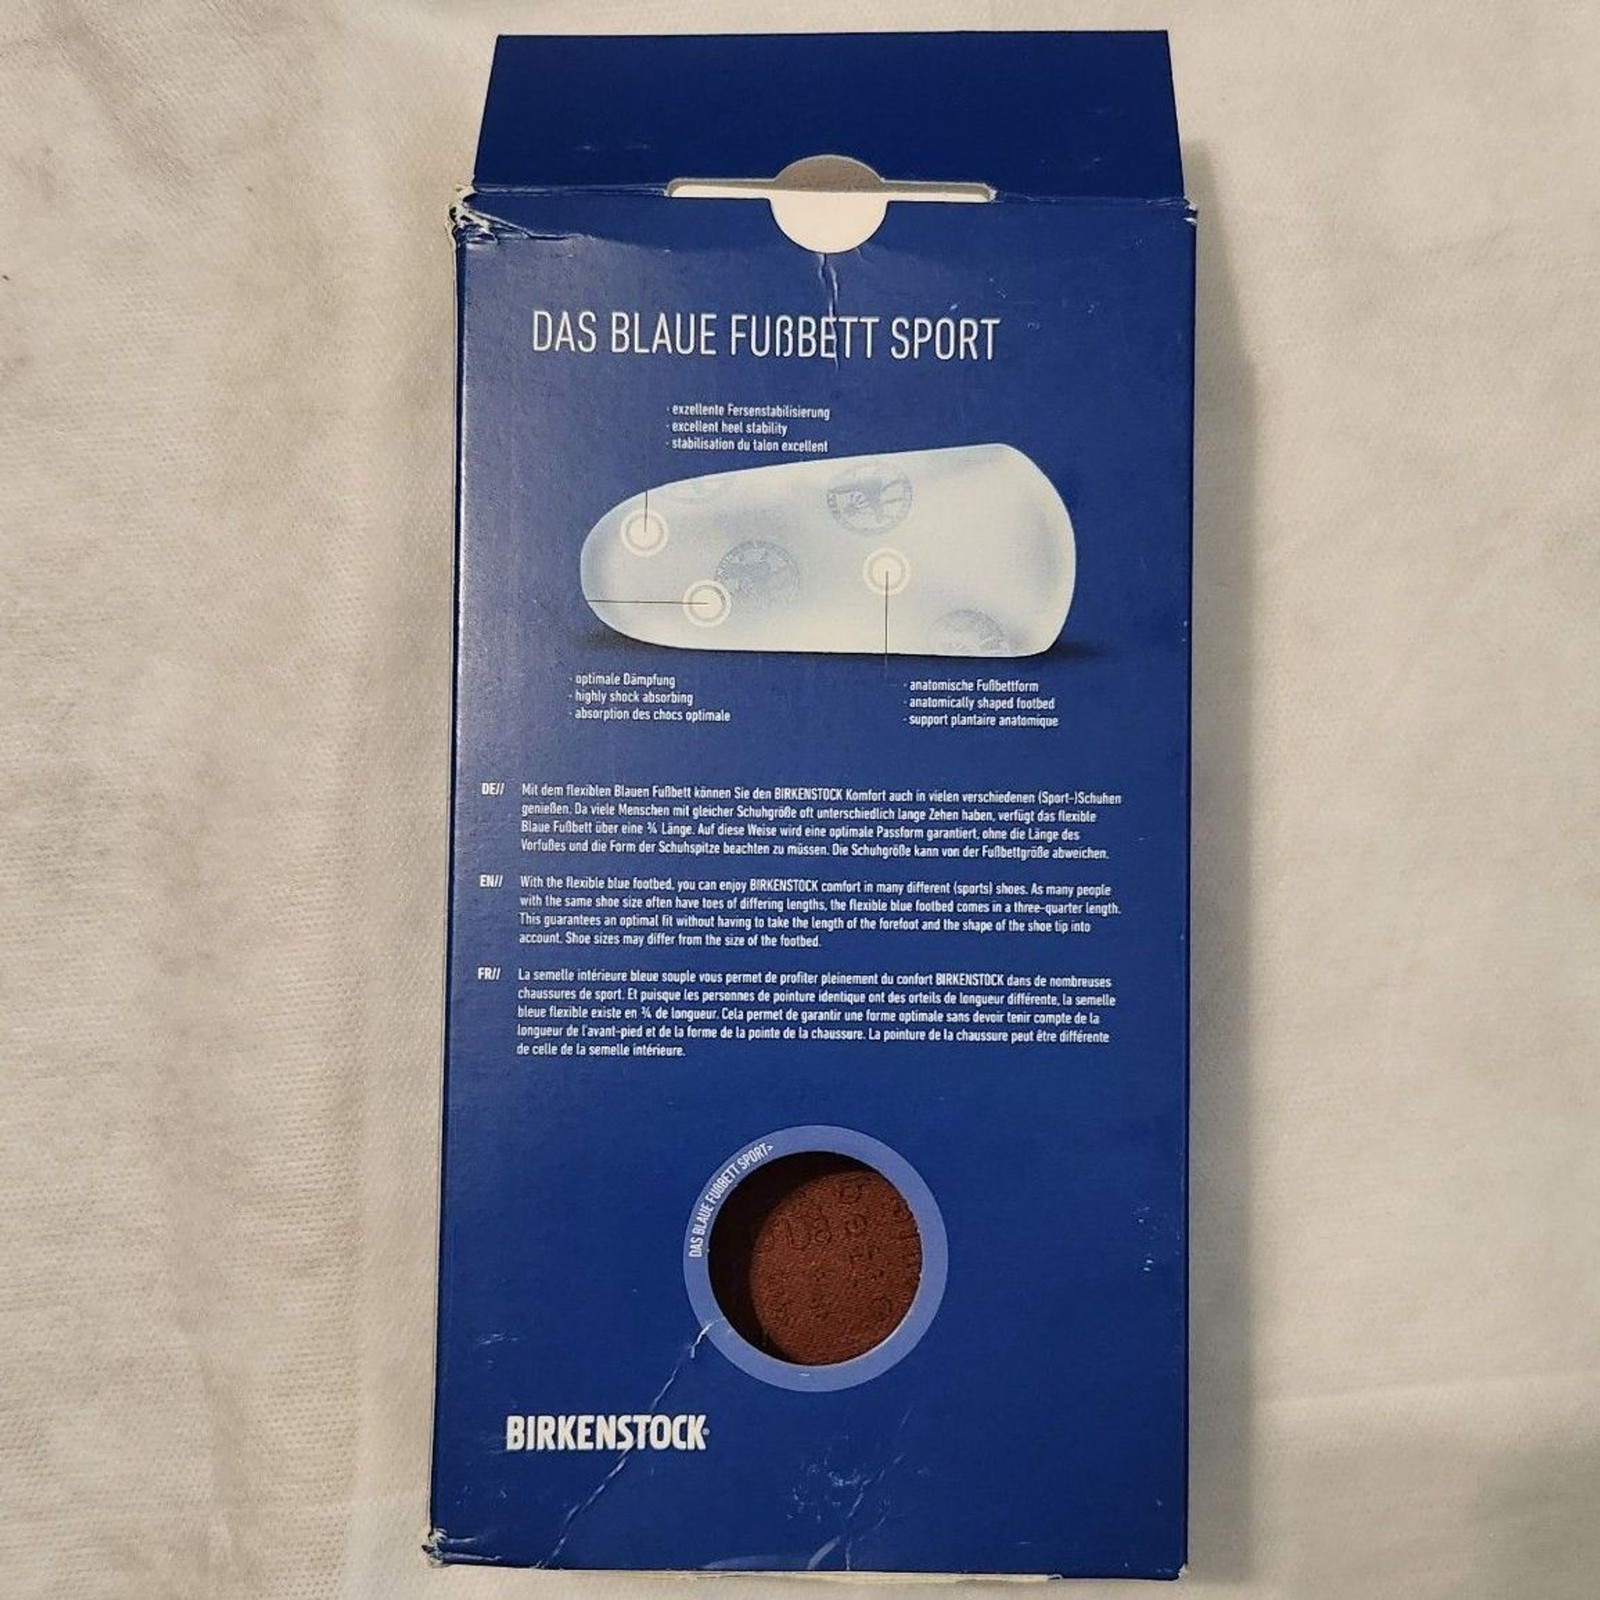 DAS BLAUE FUßBETT SPORT
· exzellente Fersenstabilisierung
· excellent heel stability
· stabilisation du talon excellent
· optimale Dämpfung
· highly shock absorbing
· absorption des chocs optimale
· anatomische Fußbettform
· anatomically shaped footbed
· support plantaire anatomique
DE// Mit dem flexiblen Blauen Fußbett können Sie den BIRKENSTOCK Komfort auch in vielen verschiedenen (Sport-)Schuhen
genießen. Da viele Menschen mit gleicher Schuhgröße oft unterschiedlich lange Zehen haben, verfügt das flexible
Blaue Fußbett über eine ¾ Länge. Auf diese Weise wird eine optimale Passform garantiert, ohne die Länge des
Vorfußes und die Form der Schuhspitze beachten zu müssen. Die Schuhgröße kann von der Fußbettgröße abweichen.
EN// With the flexible blue footbed, you can enjoy BIRKENSTOCK comfort in many different (sports) shoes. As many people
with the same shoe size often have toes of differing lengths, the flexible blue footbed comes in a three-quarter length.
This guarantees an optimal fit without having to take the length of the forefoot and the shape of the shoe tip into
account. Shoe sizes may differ from the size of the footbed.
FR// La semelle intérieure bleue souple vous permet de profiter pleinement du confort BIRKENSTOCK dans de nombreuses
chaussures de sport. Et puisque les personnes de pointure identique ont des orteils de longueur différente, la semelle
bleue flexible existe en ¾ de longueur. Cela permet de garantir une forme optimale sans devoir tenir compte de la
longueur de l'avant-pied et de la forme de la pointe de la chaussure. La pointure de la chaussure peut être différente
de celle de la semelle intérieure.
DAS BLAUE FUßBETT SPORT>
BIRKENSTOCK